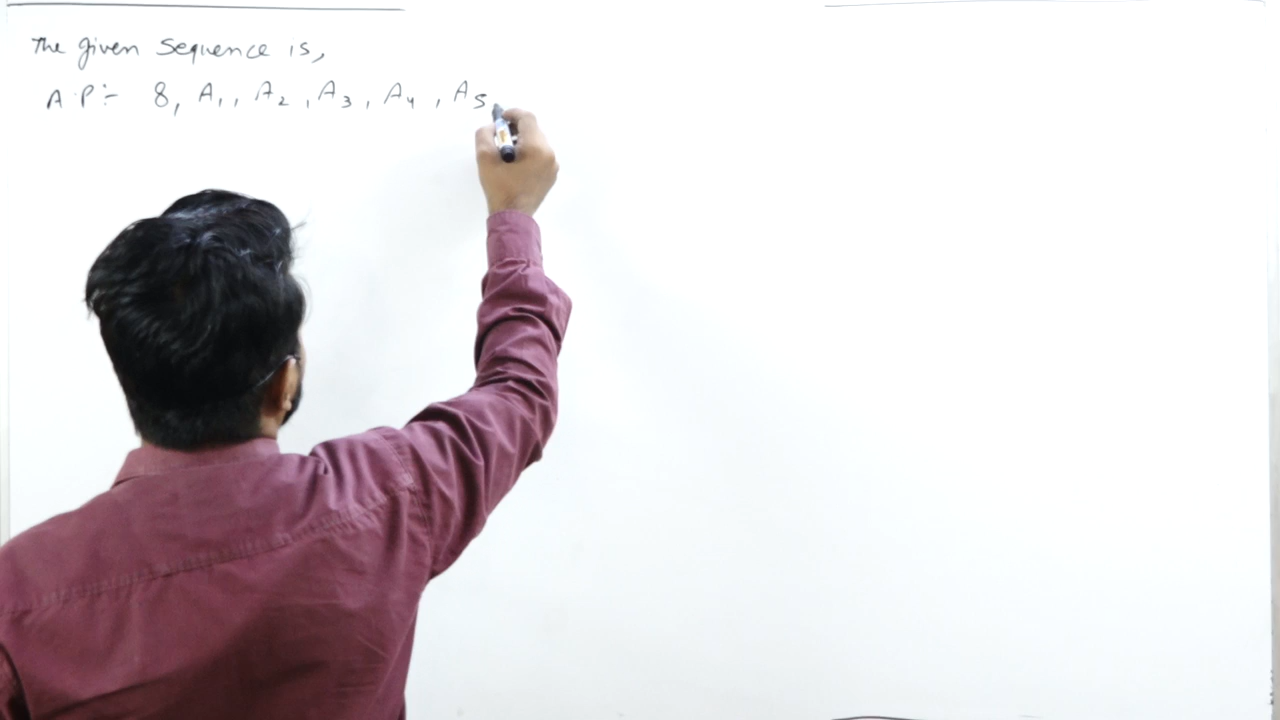 The given sequence is,
A.P:- 8, A1, A2, A3, A4, A5